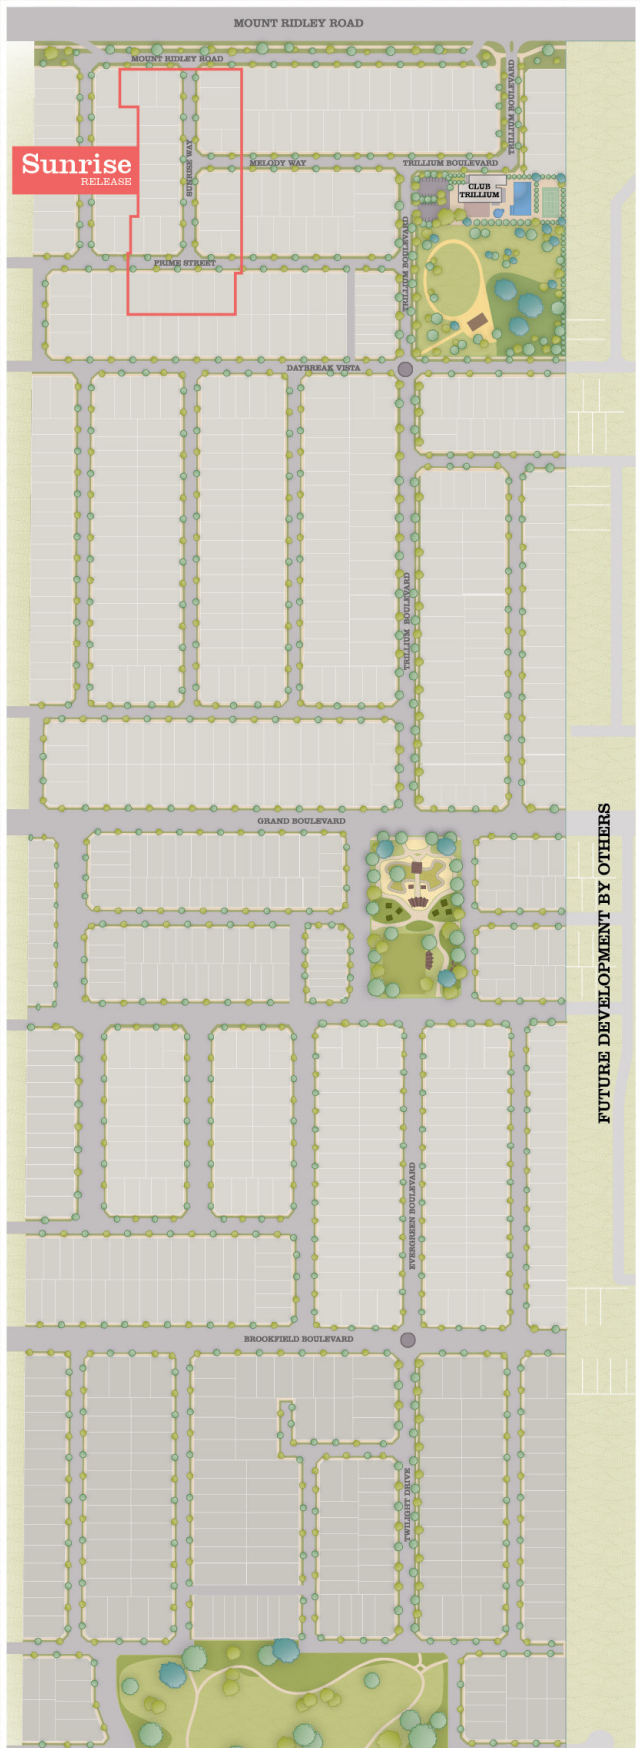 MOUNT RIDLEY ROAD
MOUNT RIDLEY ROAD
TRILLIUM BOULEVARD
Sunrise
RELEASE
SUNRISE WAY
MELODY WAY
TRILLIUM BOULEVARD
CLUB
TRILLIUM
TRILLIUM BOULEVARD
PRIME STREET
DAYBREAK VISTA
TRILLIUM BOULEVARD
GRAND BOULEVARD
FUTURE DEVELOPMENT BY OTHERS
EVERGREEN BOULEVARD
BROOKFIELD BOULEVARD
TWILIGHT DRIVE